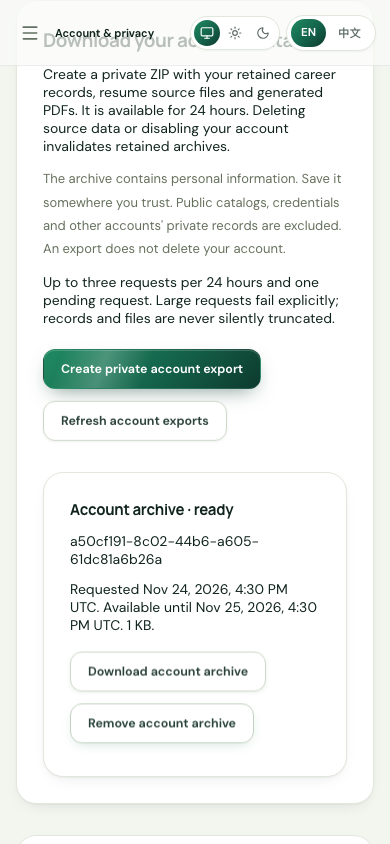 Account & privacy
EN
中文
Download your ac
Create a private ZIP with your retained career
records, resume source files and generated
PDFs. It is available for 24 hours. Deleting
source data or disabling your account
invalidates retained archives.
The archive contains personal information. Save it
somewhere you trust. Public catalogs, credentials
and other accounts' private records are excluded.
An export does not delete your account.
Up to three requests per 24 hours and one
pending request. Large requests fail explicitly;
records and files are never silently truncated.
Create private account export
Refresh account exports
Account archive · ready
a50cf191-8c02-44b6-a605-
61dc81a6b26a
Requested Nov 24, 2026, 4:30 PM
UTC. Available until Nov 25, 2026, 4:30
PM UTC. 1 KB.
Download account archive
Remove account archive